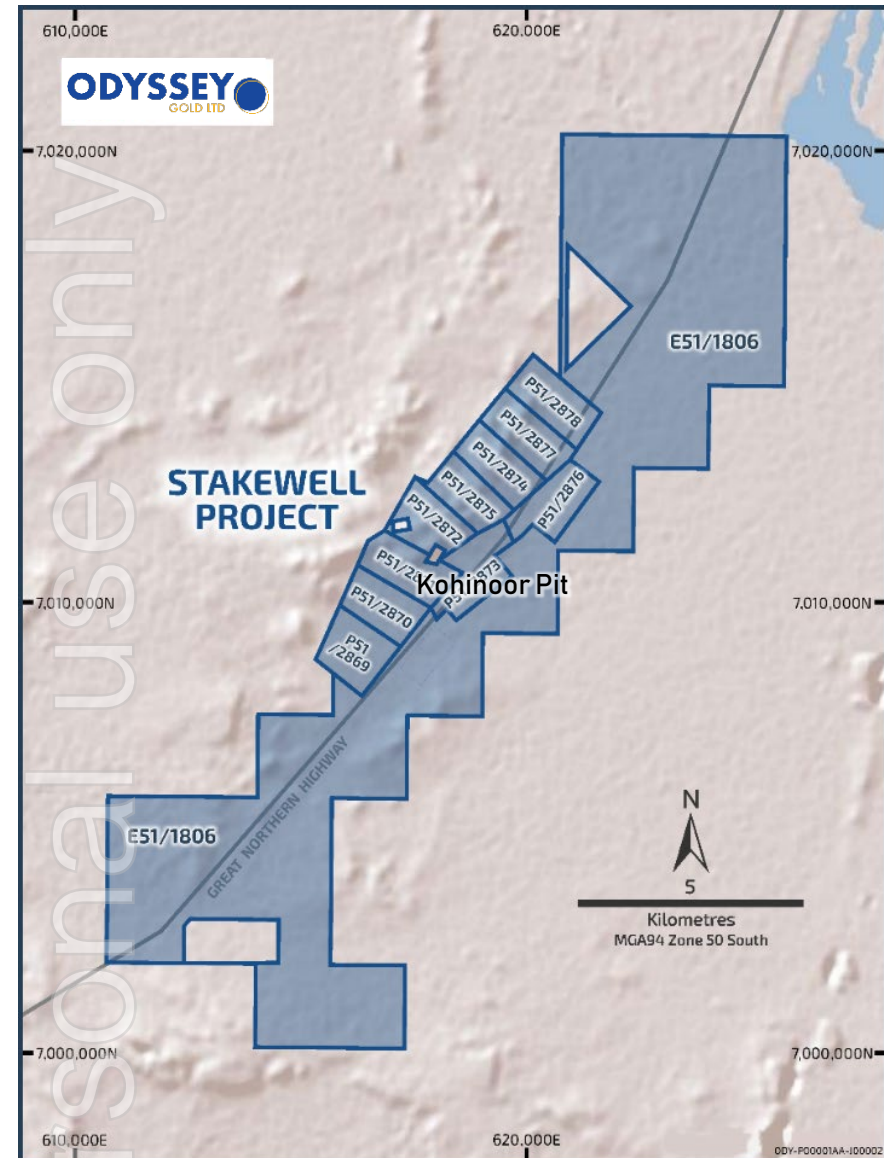 610,000E
620,000E
ODYSSEY
GOLD LTD
7,020,000N
7,020,000N
E51/1806
P51/2878
P51/2877
P51/2874
P51/2876
P51/2875
P51/2872
STAKEWELL
PROJECT
Kohinoor Pit
7,010,000N
7,010,000N
P51/2870
P51
/2869
E51/1806
GREAT NORTHERN HIGHWAY
N
5
Kilometres
MGA94 Zone 50 South
7,000,000N
7,000,000N
610,000E
620,000E
ODY-P00001AA-J00002
rsonal use only